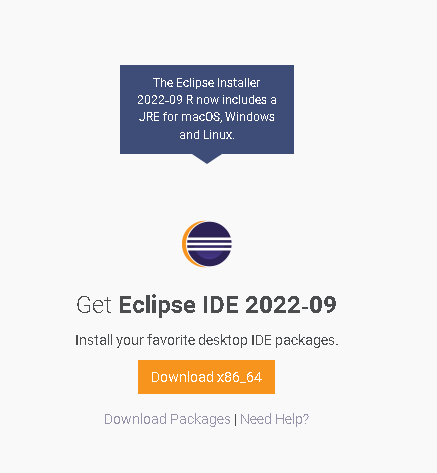 The Eclipse Installer
2022-09 R now includes a
JRE for macOS, Windows
and Linux.
Get Eclipse IDE 2022-09
Install your favorite desktop IDE packages.
Download x86_64
Download Packages | Need Help?